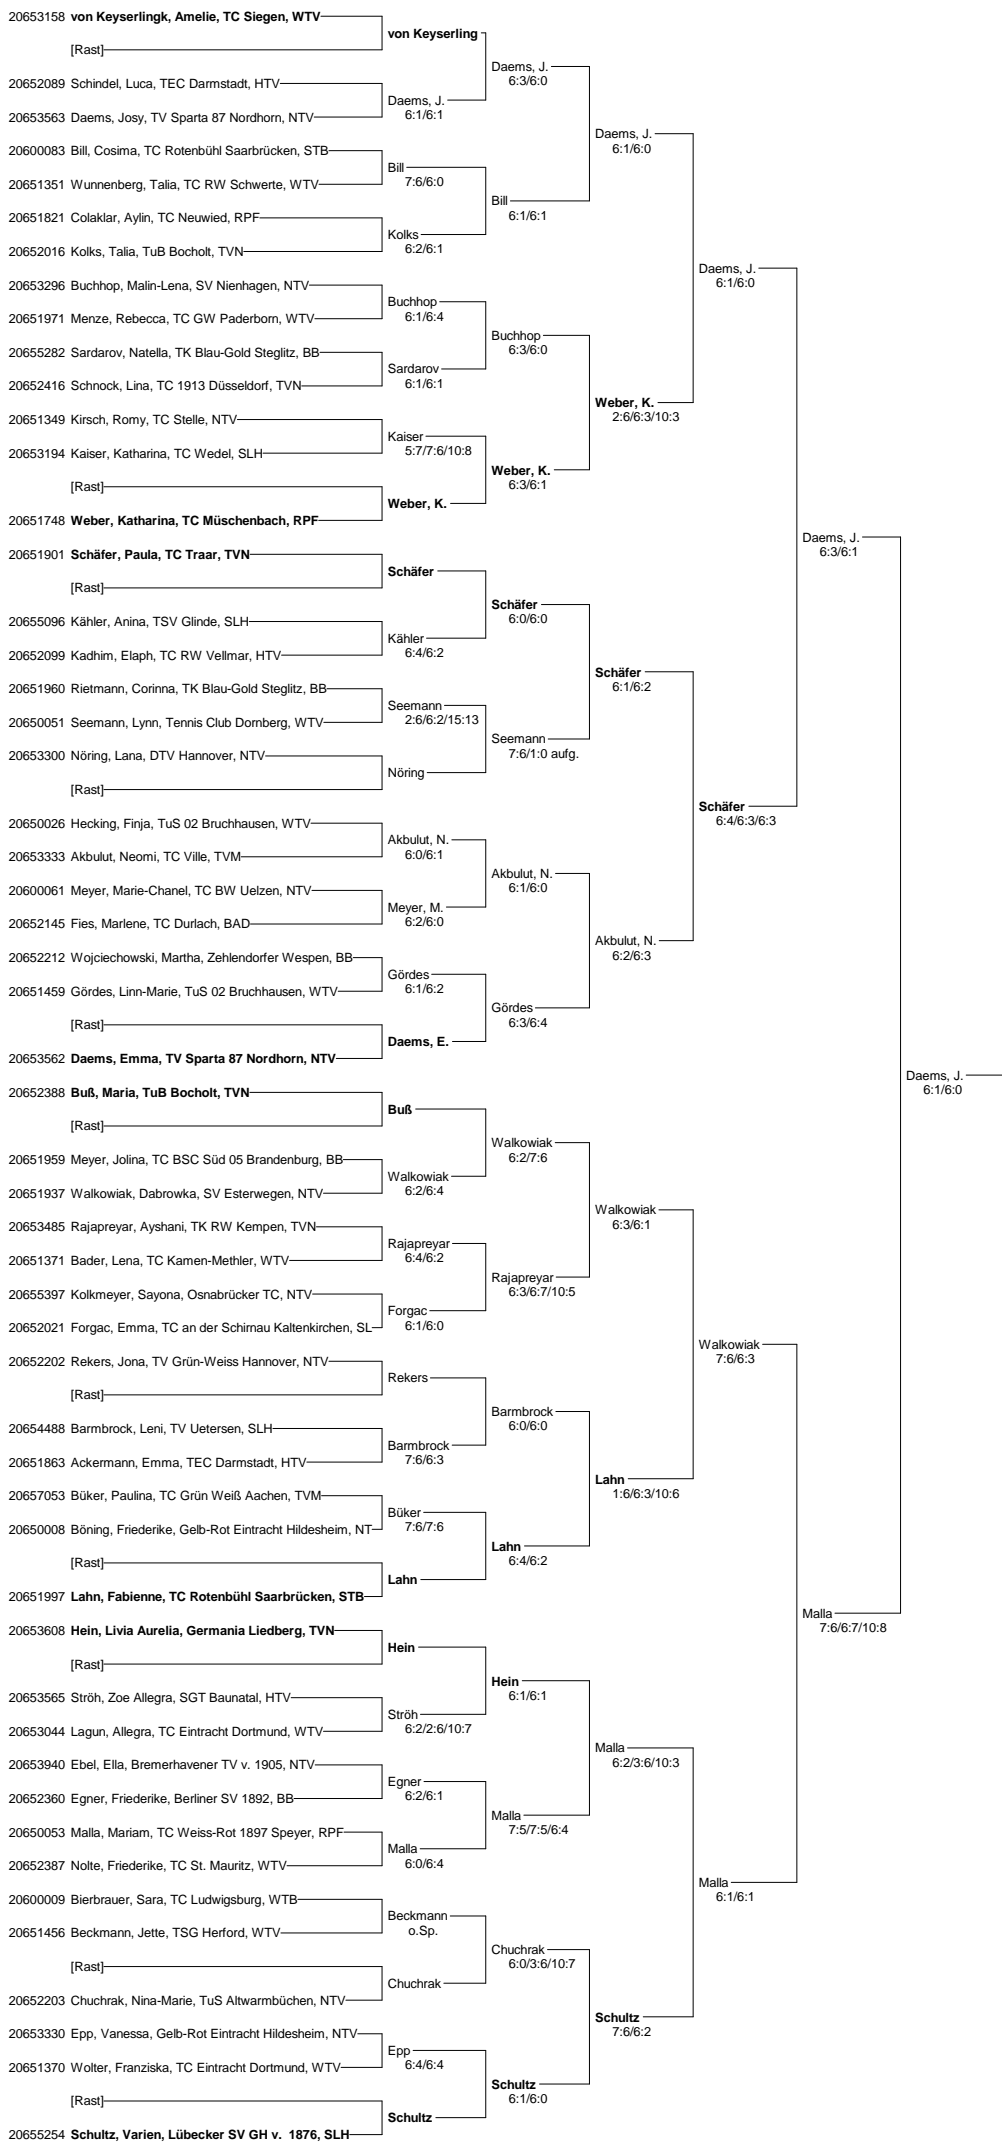 20653158 von Keyserlingk, Amelie, TC Siegen, WTV
von Keyserling
[Rast]
Daems, J.
6:3/6:0
20652089 Schindel, Luca, TEC Darmstadt, HTV
Daems, J.
6:1/6:1
20653563 Daems, Josy, TV Sparta 87 Nordhorn, NTV
Daems, J.
6:1/6:0
20600083 Bill, Cosima, TC Rotenbühl Saarbrücken, STB
Bill
7:6/6:0
20651351 Wunnenberg, Talia, TC RW Schwerte, WTV
Bill
6:1/6:1
20651821 Colaklar, Aylin, TC Neuwied, RPF
Kolks
6:2/6:1
20652016 Kolks, Talia, TuB Bocholt, TVN
Daems, J.
6:1/6:0
20653296 Buchhop, Malin-Lena, SV Nienhagen, NTV
Buchhop
6:1/6:4
20651971 Menze, Rebecca, TC GW Paderborn, WTV
Buchhop
6:3/6:0
20655282 Sardarov, Natella, TK Blau-Gold Steglitz, BB
Sardarov
6:1/6:1
20652416 Schnock, Lina, TC 1913 Düsseldorf, TVN
Weber, K.
2:6/6:3/10:3
20651349 Kirsch, Romy, TC Stelle, NTV
Kaiser
5:7/7:6/10:8
20653194 Kaiser, Katharina, TC Wedel, SLH
Weber, K.
6:3/6:1
[Rast]
Weber, K.
20651748 Weber, Katharina, TC Müschenbach, RPF
Daems, J.
6:3/6:1
20651901 Schäfer, Paula, TC Traar, TVN
Schäfer
[Rast]
Schäfer
6:0/6:0
20655096 Kähler, Anina, TSV Glinde, SLH
Kähler
6:4/6:2
20652099 Kadhim, Elaph, TC RW Vellmar, HTV
Schäfer
6:1/6:2
20651960 Rietmann, Corinna, TK Blau-Gold Steglitz, BB
Seemann
2:6/6:2/15:13
20650051 Seemann, Lynn, Tennis Club Dornberg, WTV
Seemann
7:6/1:0 aufg.
20653300 Nöring, Lana, DTV Hannover, NTV
Nöring
[Rast]
Schäfer
6:4/6:3/6:3
20650026 Hecking, Finja, TuS 02 Bruchhausen, WTV
Akbulut, N.
6:0/6:1
20653333 Akbulut, Neomi, TC Ville, TVM
Akbulut, N.
6:1/6:0
20600061 Meyer, Marie-Chanel, TC BW Uelzen, NTV
Meyer, M.
6:2/6:0
20652145 Fies, Marlene, TC Durlach, BAD
Akbulut, N.
6:2/6:3
20652212 Wojciechowski, Martha, Zehlendorfer Wespen, BB
Gördes
6:1/6:2
20651459 Gördes, Linn-Marie, TuS 02 Bruchhausen, WTV
Gördes
6:3/6:4
[Rast]
Daems, E.
20653562 Daems, Emma, TV Sparta 87 Nordhorn, NTV
Daems, J.
6:1/6:0
20652388 Buß, Maria, TuB Bocholt, TVN
Buß
[Rast]
Walkowiak
6:2/7:6
20651959 Meyer, Jolina, TC BSC Süd 05 Brandenburg, BB
Walkowiak
6:2/6:4
20651937 Walkowiak, Dabrowka, SV Esterwegen, NTV
Walkowiak
6:3/6:1
20653485 Rajapreyar, Ayshani, TK RW Kempen, TVN
Rajapreyar
6:4/6:2
20651371 Bader, Lena, TC Kamen-Methler, WTV
Rajapreyar
6:3/6:7/10:5
20655397 Kolkmeyer, Sayona, Osnabrücker TC, NTV
Forgac
6:1/6:0
20652021 Forgac, Emma, TC an der Schirnau Kaltenkirchen, SL
Walkowiak
7:6/6:3
20652202 Rekers, Jona, TV Grün-Weiss Hannover, NTV
Rekers
[Rast]
Barmbrock
6:0/6:0
20654488 Barmbrock, Leni, TV Uetersen, SLH
Barmbrock
7:6/6:3
20651863 Ackermann, Emma, TEC Darmstadt, HTV
Lahn
1:6/6:3/10:6
20657053 Büker, Paulina, TC Grün Weiß Aachen, TVM
Büker
7:6/7:6
20650008 Böning, Friederike, Gelb-Rot Eintracht Hildesheim, NT
Lahn
6:4/6:2
[Rast]
Lahn
20651997 Lahn, Fabienne, TC Rotenbühl Saarbrücken, STB
Malla
7:6/6:7/10:8
20653608 Hein, Livia Aurelia, Germania Liedberg, TVN
Hein
[Rast]
Hein
6:1/6:1
20653565 Ströh, Zoe Allegra, SGT Baunatal, HTV
Ströh
6:2/2:6/10:7
20653044 Lagun, Allegra, TC Eintracht Dortmund, WTV
Malla
6:2/3:6/10:3
20653940 Ebel, Ella, Bremerhavener TV v. 1905, NTV
Egner
6:2/6:1
20652360 Egner, Friederike, Berliner SV 1892, BB
Malla
7:5/7:5/6:4
20650053 Malla, Mariam, TC Weiss-Rot 1897 Speyer, RPF
Malla
6:0/6:4
20652387 Nolte, Friederike, TC St. Mauritz, WTV
Malla
6:1/6:1
20600009 Bierbrauer, Sara, TC Ludwigsburg, WTB
Beckmann
o.Sp.
20651456 Beckmann, Jette, TSG Herford, WTV
Chuchrak
6:0/3:6/10:7
[Rast]
Chuchrak
20652203 Chuchrak, Nina-Marie, TuS Altwarmbüchen, NTV
Schultz
7:6/6:2
20653330 Epp, Vanessa, Gelb-Rot Eintracht Hildesheim, NTV
Epp
6:4/6:4
20651370 Wolter, Franziska, TC Eintracht Dortmund, WTV
Schultz
6:1/6:0
[Rast]
Schultz
20655254 Schultz, Varien, Lübecker SV GH v. 1876, SLH